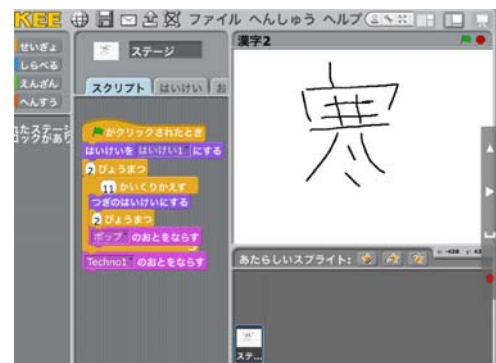 KEE ファイル へんしゅう ヘルプ
せいぎょ
しらべる
えんざん
へんすう
ステージ
スクリプト はいけい お
がクリックされたとき
はいけいを はいけい1 にする
2 びょうまつ
11 かいくりかえす
つぎのはいけいにする
2 びょうまつ
ポップ のおとをならす
Techno1 のおとをならす
漢字2
寒
あたらしいスプライト:
ステ...